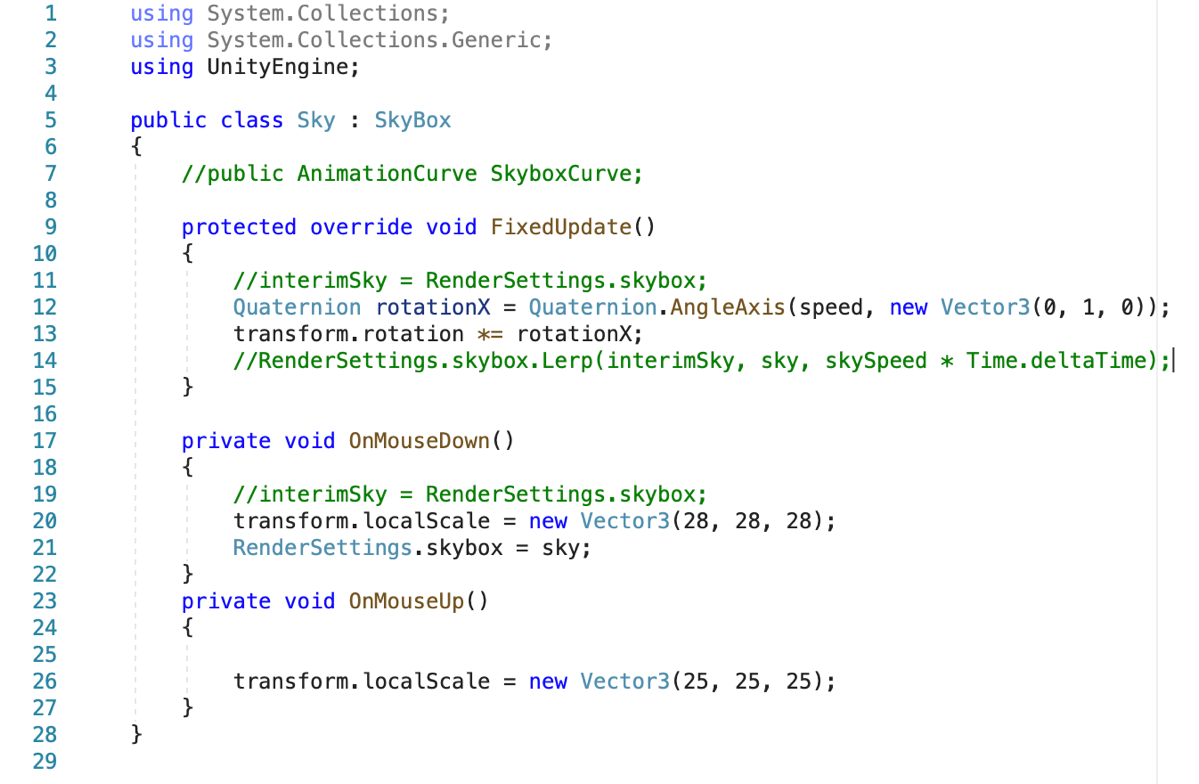 1 using System.Collections;
2 using System.Collections.Generic;
3 using UnityEngine;
4
5 public class Sky : SkyBox
6 {
7     //public AnimationCurve SkyboxCurve;
8
9     protected override void FixedUpdate()
10     {
11         //interimSky = RenderSettings.skybox;
12         Quaternion rotationX = Quaternion.AngleAxis(speed, new Vector3(0, 1, 0));
13         transform.rotation *= rotationX;
14         //RenderSettings.skybox.Lerp(interimSky, sky, skySpeed * Time.deltaTime);
15     }
16
17     private void OnMouseDown()
18     {
19         //interimSky = RenderSettings.skybox;
20         transform.localScale = new Vector3(28, 28, 28);
21         RenderSettings.skybox = sky;
22     }
23     private void OnMouseUp()
24     {
25
26         transform.localScale = new Vector3(25, 25, 25);
27     }
28 }
29